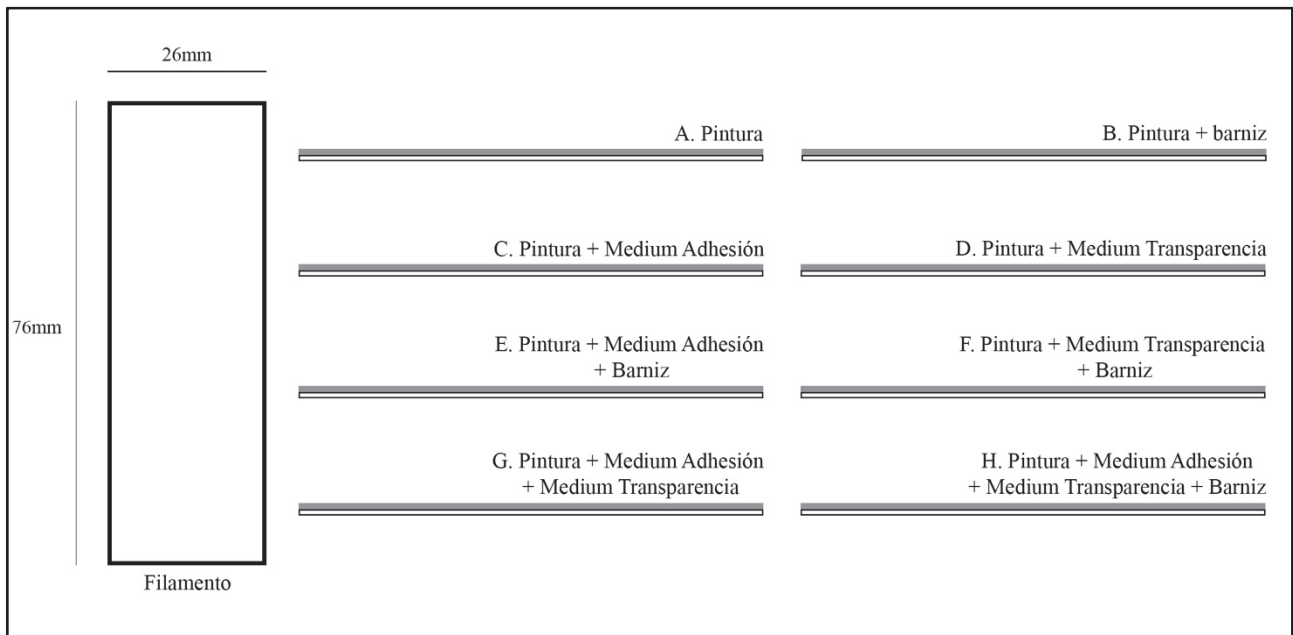 26mm
76mm
Filamento
A. Pintura
B. Pintura + barniz
C. Pintura + Medium Adhesión
D. Pintura + Medium Transparencia
E. Pintura + Medium Adhesión
+ Barniz
F. Pintura + Medium Transparencia
+ Barniz
G. Pintura + Medium Adhesión
+ Medium Transparencia
H. Pintura + Medium Adhesión
+ Medium Transparencia + Barniz